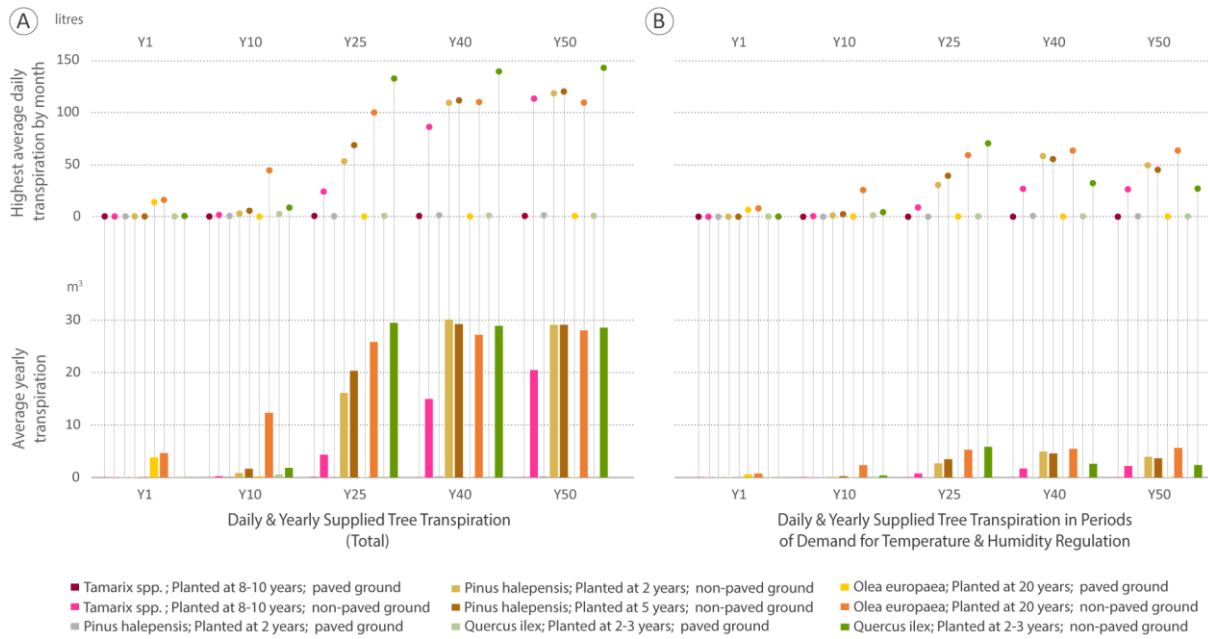 A litres B
Y1 Y10 Y25 Y40 Y50 Y1 Y10 Y25 Y40 Y50
Highest average daily
transpiration by month
150
100
50
0
m³
Average yearly
transpiration
30
20
10
0
Y1 Y10 Y25 Y40 Y50 Y1 Y10 Y25 Y40 Y50
Daily & Yearly Supplied Tree Transpiration
(Total)
Daily & Yearly Supplied Tree Transpiration in Periods
of Demand for Temperature & Humidity Regulation
Tamarix spp. ; Planted at 8-10 years; paved ground
Tamarix spp. ; Planted at 8-10 years; non-paved ground
Pinus halepensis; Planted at 2 years; paved ground
Pinus halepensis; Planted at 2 years; non-paved ground
Pinus halepensis; Planted at 5 years; non-paved ground
Quercus ilex; Planted at 2-3 years; paved ground
Olea europaea; Planted at 20 years; paved ground
Olea europaea; Planted at 20 years; non-paved ground
Quercus ilex; Planted at 2-3 years; non-paved ground